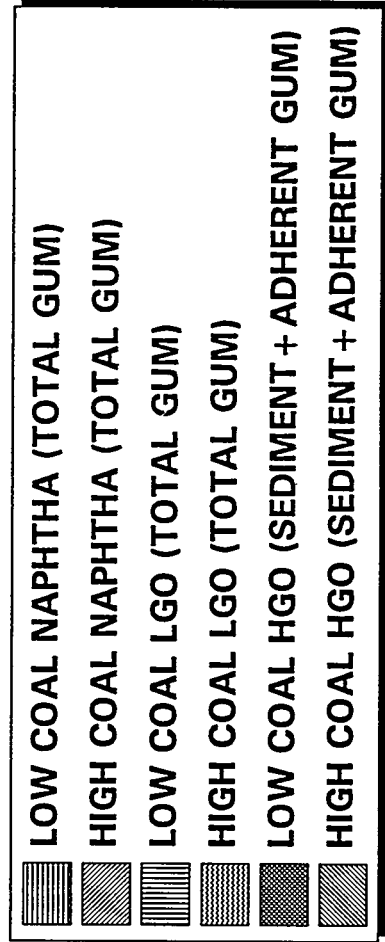 LOW COAL NAPHTHA (TOTAL GUM)
HIGH COAL NAPHTHA (TOTAL GUM)
LOW COAL LGO (TOTAL GUM)
HIGH COAL LGO (TOTAL GUM)
LOW COAL HGO (SEDIMENT + ADHERENT GUM)
HIGH COAL HGO (SEDIMENT + ADHERENT GUM)